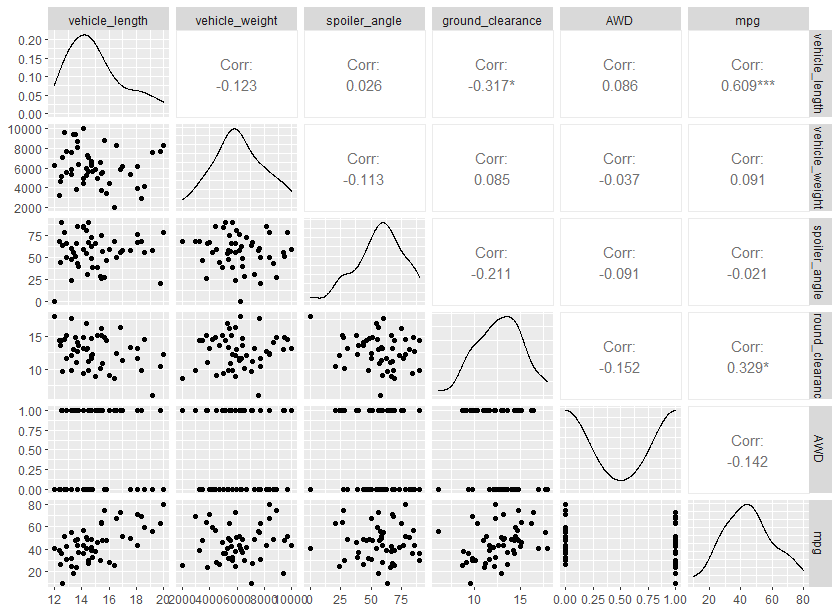 vehicle_length vehicle_weight spoiler_angle ground_clearance AWD mpg
0.20
0.15
0.10
0.05
0.00
Corr:
-0.123
Corr:
0.026
Corr:
-0.317*
Corr:
0.086
Corr:
0.609***
vehicle_length
10000
8000
6000
4000
2000
Corr:
-0.113
Corr:
0.085
Corr:
-0.037
Corr:
0.091
vehicle_weight
75
50
25
0
Corr:
-0.211
Corr:
-0.091
Corr:
-0.021
spoiler_angle
15
10
Corr:
-0.152
Corr:
0.329*
round_clearanc
1.00
0.75
0.50
0.25
0.00
Corr:
-0.142
AWD
80
60
40
20
mpg
12 14 16 18 20
2000 4000 6000 8000 10000
0 25 50 75
10 15
0.00 0.25 0.50 0.75 1.00
20 40 60 80